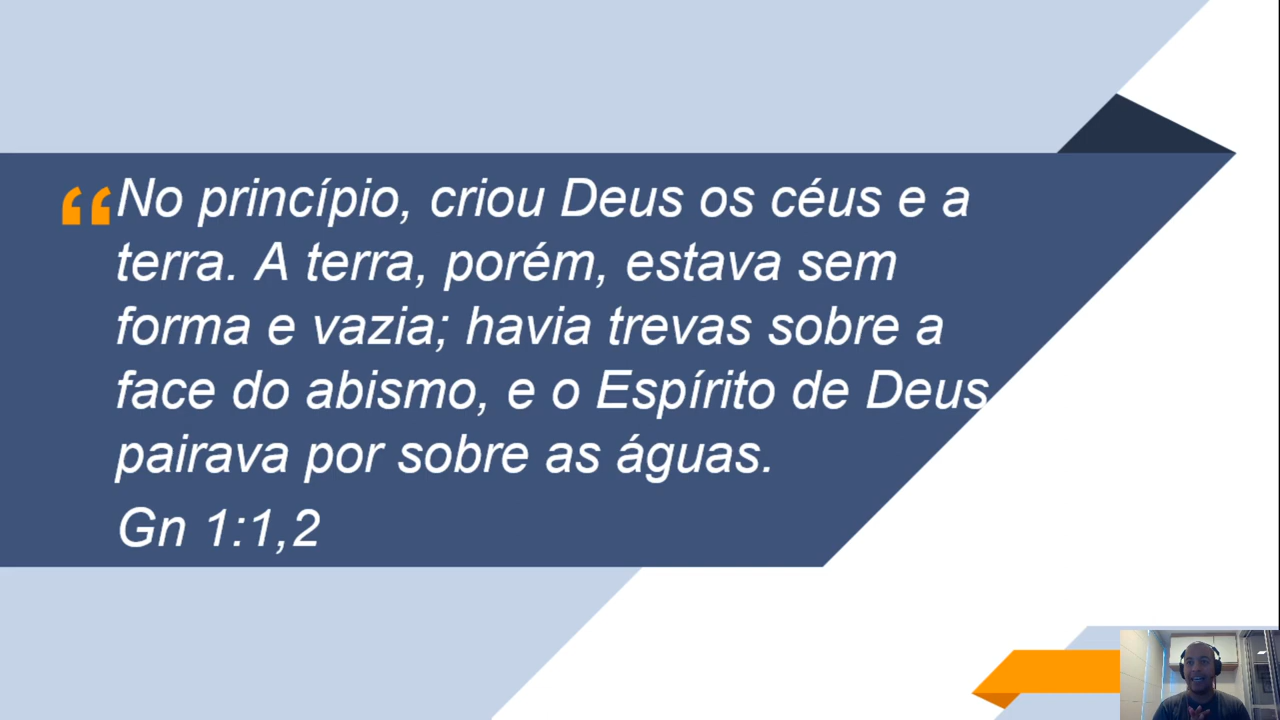 “No princípio, criou Deus os céus e a
terra. A terra, porém, estava sem
forma e vazia; havia trevas sobre a
face do abismo, e o Espírito de Deus
pairava por sobre as águas.
Gn 1:1,2